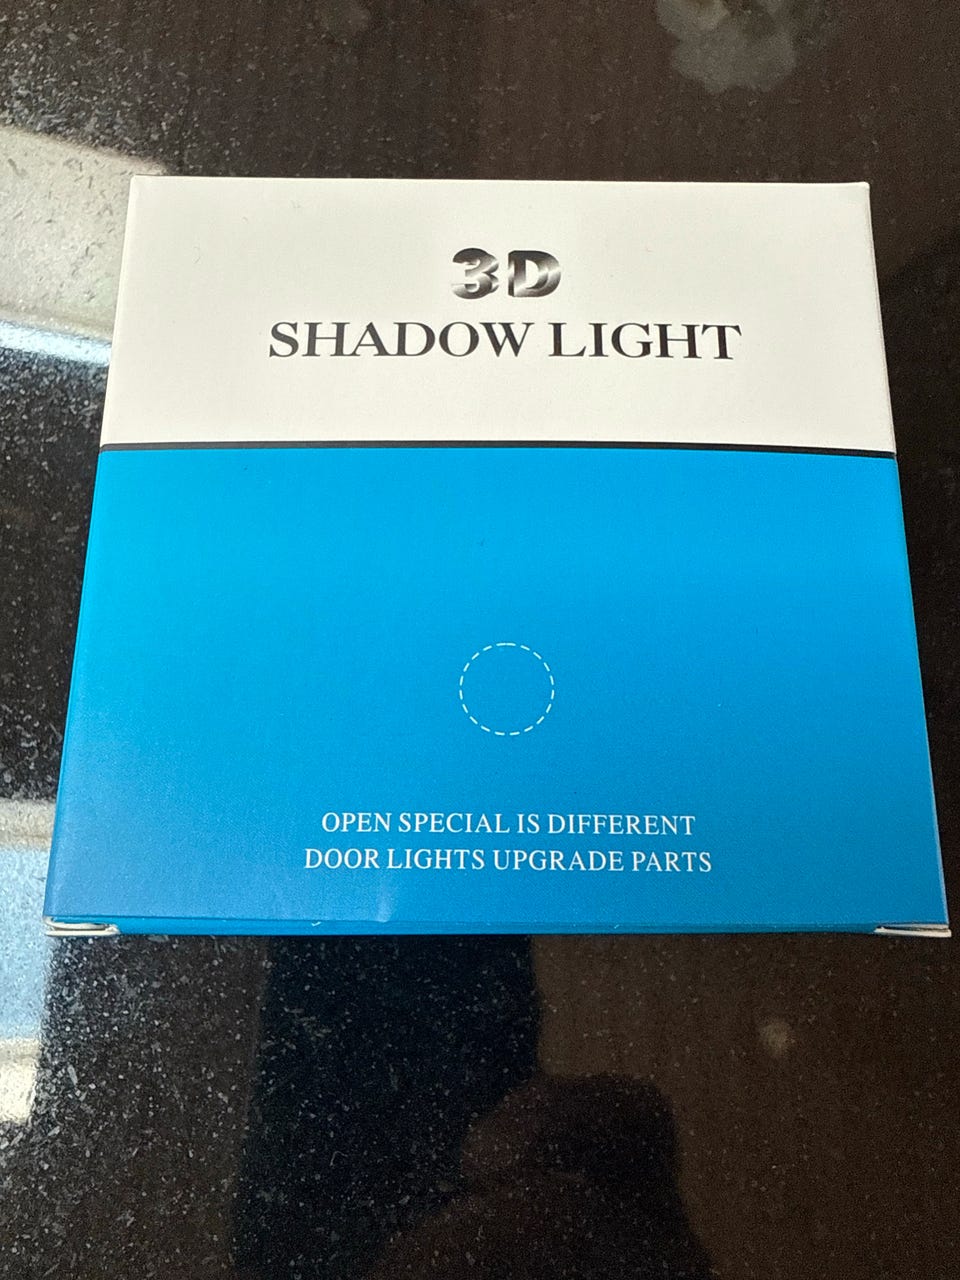 3D
SHADOW LIGHT
OPEN SPECIAL IS DIFFERENT
DOOR LIGHTS UPGRADE PARTS